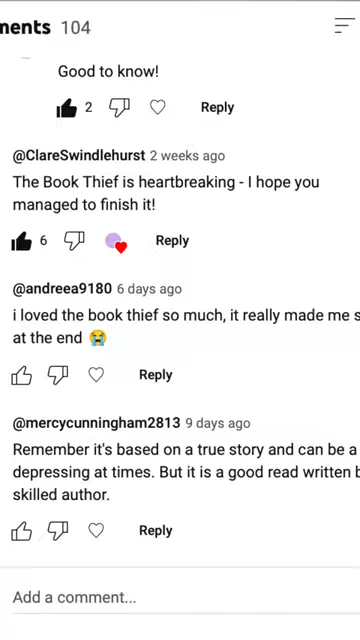 ments 104
Good to know!
2 Reply
@ClareSwindlehurst 2 weeks ago
The Book Thief is heartbreaking - I hope you
managed to finish it!
6 Reply
@andreea9180 6 days ago
i loved the book thief so much, it really made me s
at the end 😭
Reply
@mercycunningham2813 9 days ago
Remember it's based on a true story and can be a
depressing at times. But it is a good read written b
skilled author.
Reply
Add a comment...